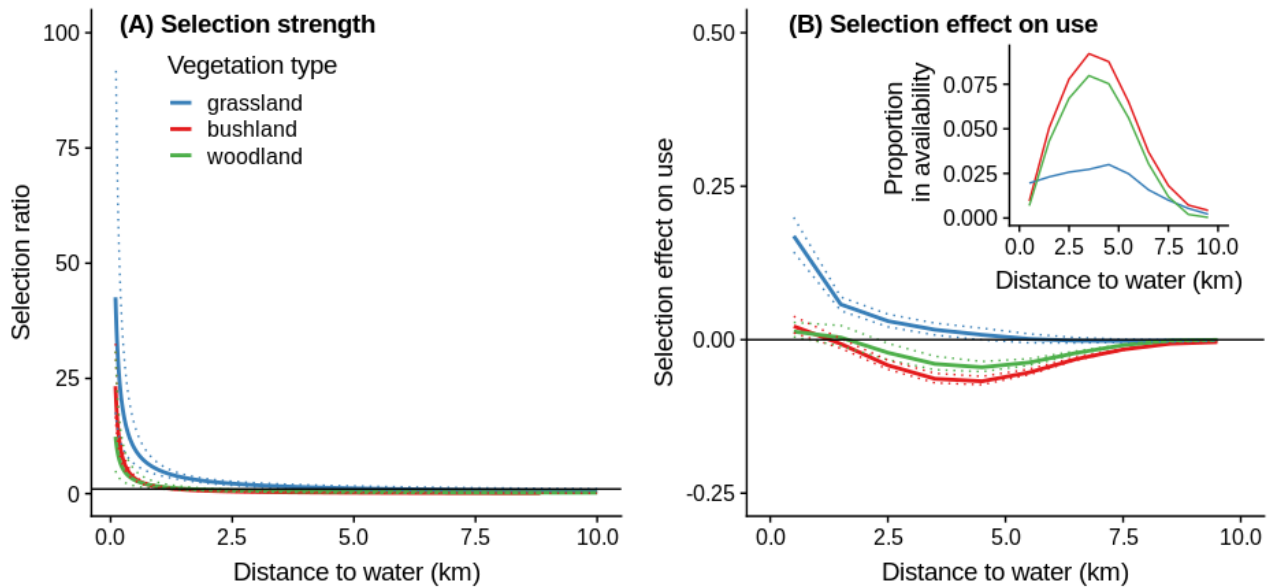 (A) Selection strength
100
75
50
25
0
Selection ratio
Vegetation type
grassland
bushland
woodland
0.0 2.5 5.0 7.5 10.0
Distance to water (km)
(B) Selection effect on use
0.50
0.25
0.00
-0.25
Selection effect on use
0.0 2.5 5.0 7.5 10.0
Distance to water (km)
Proportion
in availability
0.075
0.050
0.025
0.000
0.0 2.5 5.0 7.5 10.0
Distance to water (km)